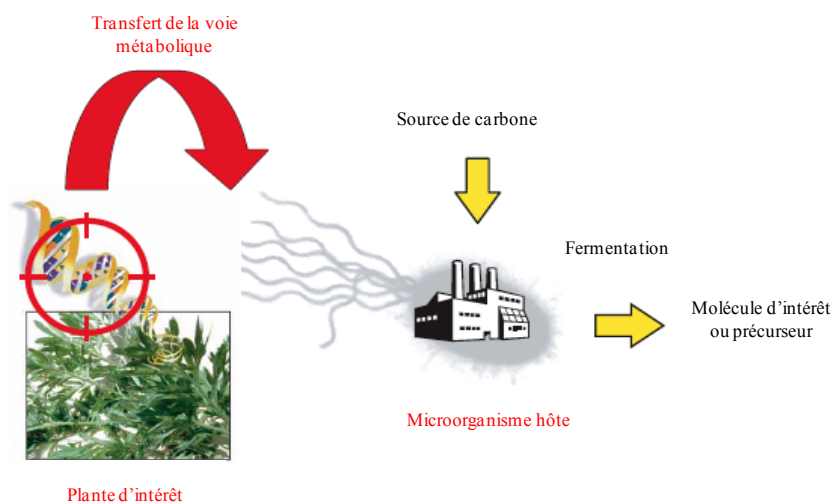 Transfert de la voie
métabolique
Source de carbone
Fermentation
Molécule d'intérêt
ou précurseur
Microorganisme hôte
Plante d'intérêt